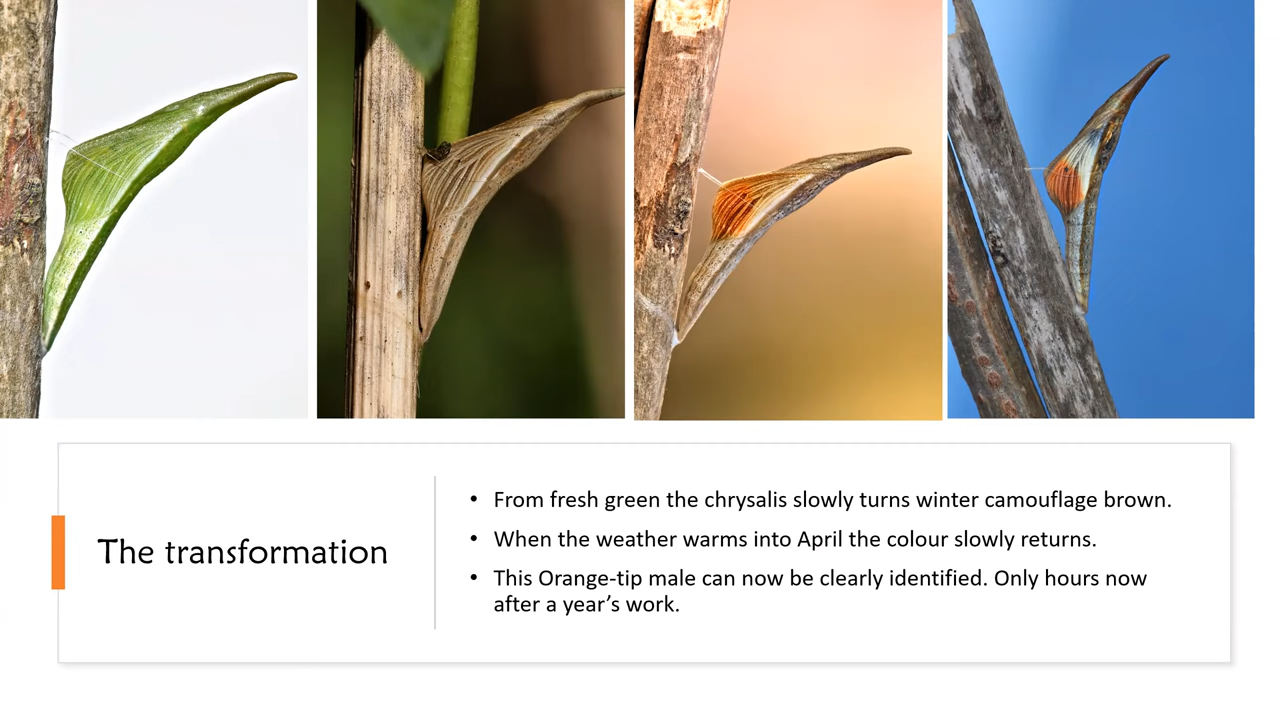 The transformation
• From fresh green the chrysalis slowly turns winter camouflage brown.
• When the weather warms into April the colour slowly returns.
• This Orange-tip male can now be clearly identified. Only hours now
after a year’s work.